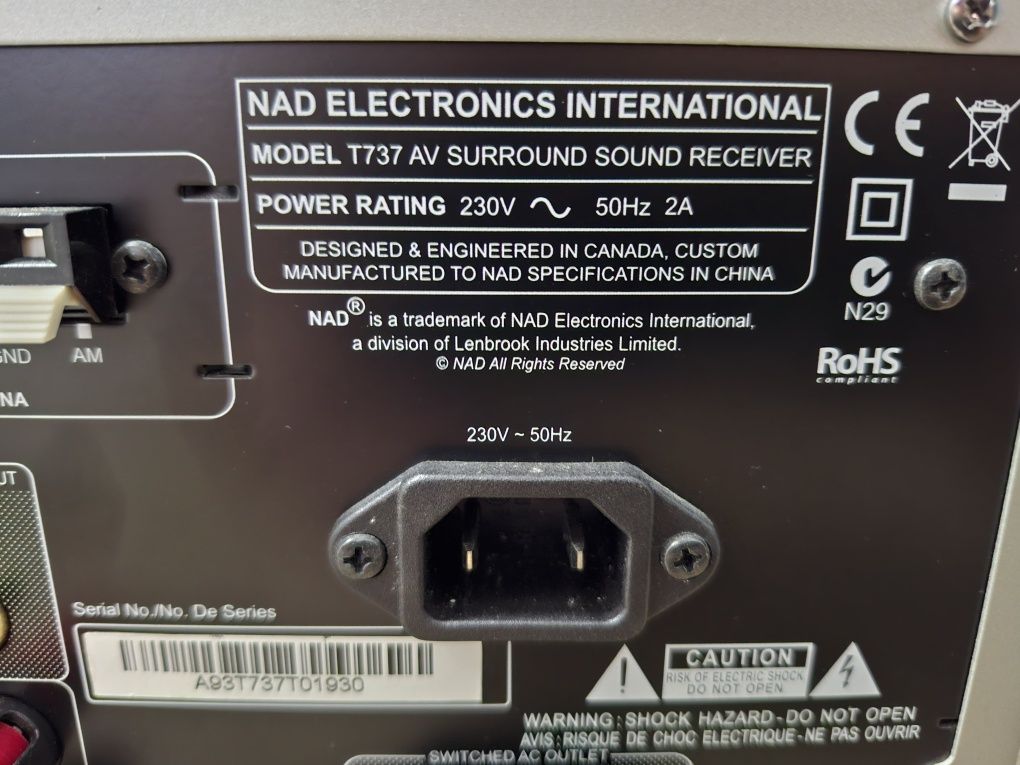 NAD ELECTRONICS INTERNATIONAL
MODEL T737 AV SURROUND SOUND RECEIVER
POWER RATING 230V ~ 50Hz 2A
DESIGNED & ENGINEERED IN CANADA, CUSTOM
MANUFACTURED TO NAD SPECIFICATIONS IN CHINA
CE
N29
NAD® is a trademark of NAD Electronics International,
a division of Lenbrook Industries Limited.
© NAD All Rights Reserved
RoHS
compliant
GND AM
NA
230V ~ 50Hz
UT
Serial No./No. De Series
A93T737T01930
CAUTION
RISK OF ELECTRIC SHOCK
DO NOT OPEN
WARNING : SHOCK HAZARD - DO NOT OPEN
AVIS : RISQUE DE CHOC ELECTRIQUE - NE PAS OUVRIR
SWITCHED AC OUTLET